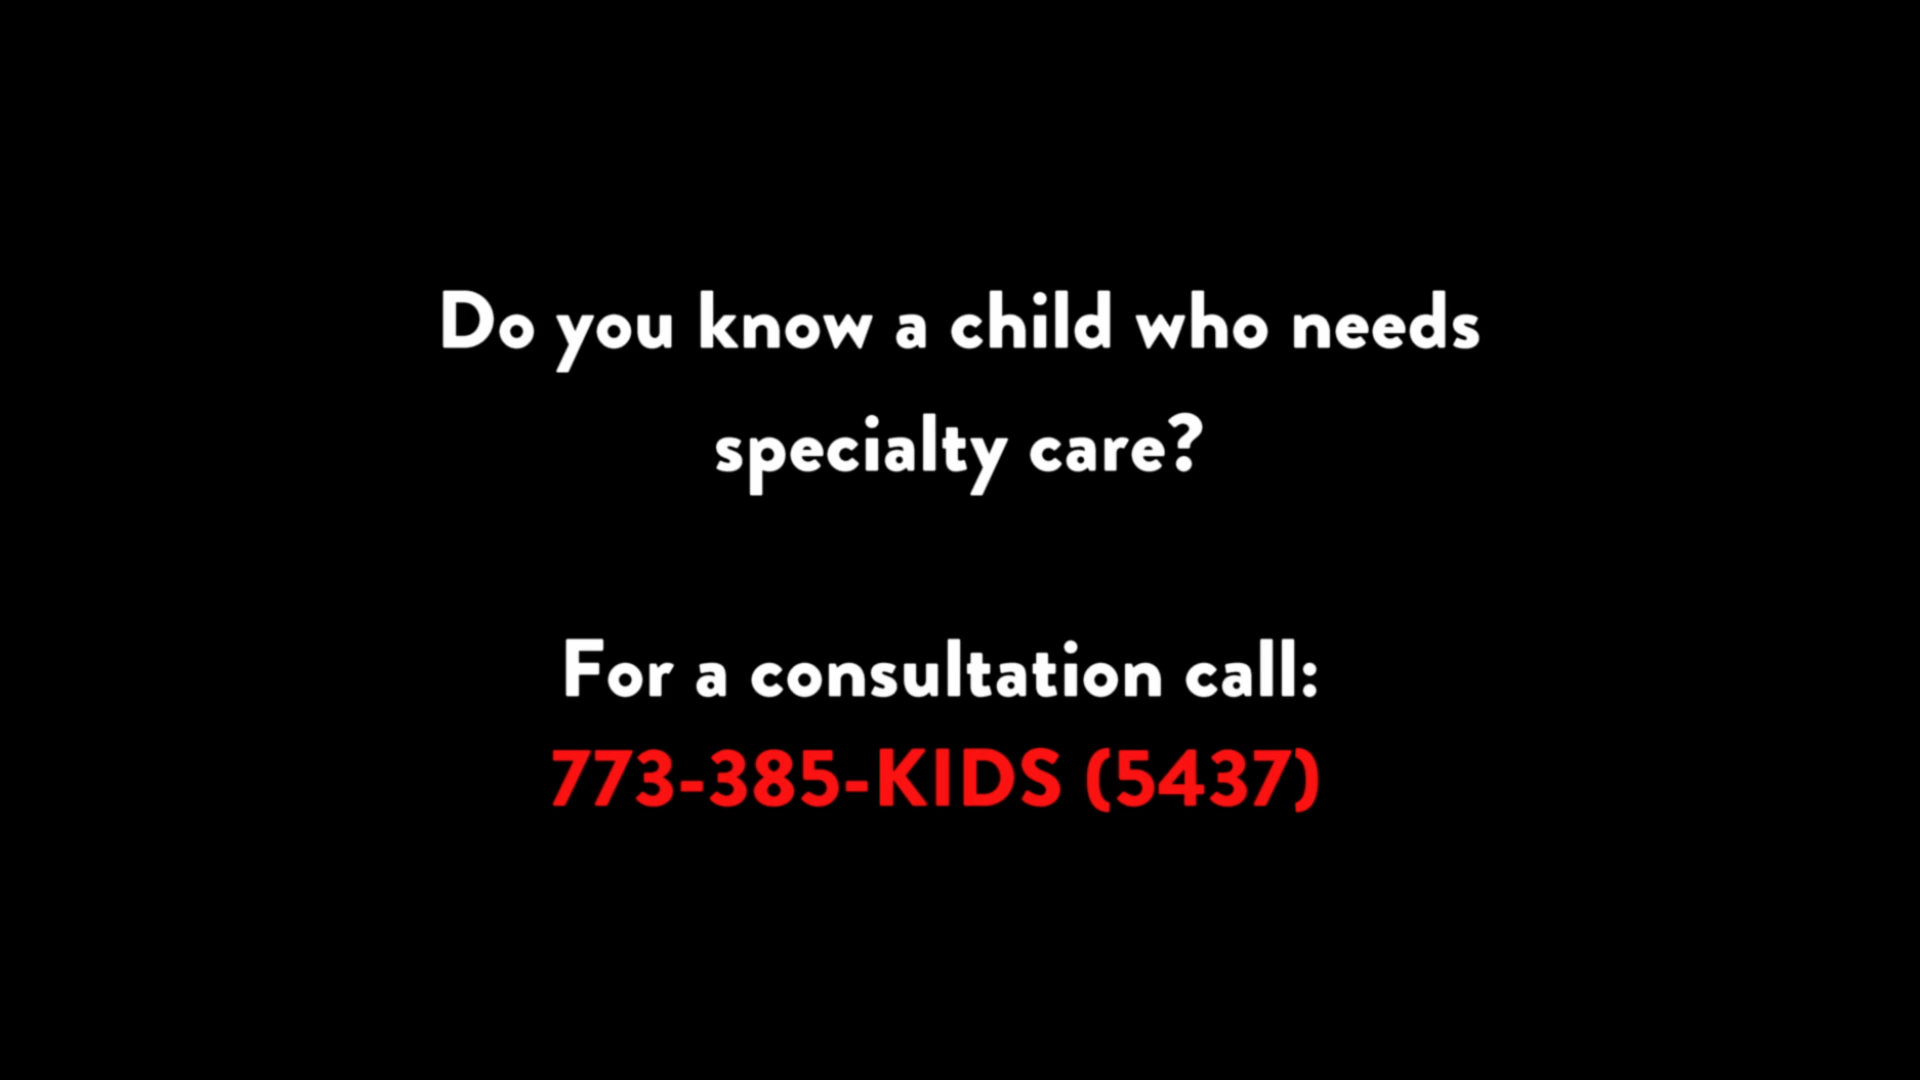 Do you know a child who needs
specialty care?
For a consultation call:
773-385-KIDS (5437)